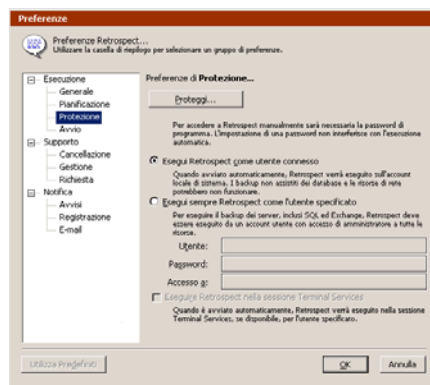 Preferenze
Preferenze Retrospect...
Utilizzare la casella di riepilogo per selezionare un gruppo di preferenze.
Esecuzione
Generale
Pianificazione
Protezione
Avvio
Supporto
Cancellazione
Gestione
Richiesta
Notifica
Avvisi
Registrazione
E-mail
Preferenze di Protezione...
Proteggi...
Per accedere a Retrospect manualmente sarà necessaria la password di
programma. L'impostazione di una password non interferisce con l'esecuzione
automatica.
Esegui Retrospect come utente connesso
Quando avviato automaticamente, Retrospect verrà eseguito sull'account
locale di sistema. I backup non assistiti dei database e le risorse di rete
potrebbero non funzionare.
Esegui sempre Retrospect come l'utente specificato
Per eseguire il backup dei server, inclusi SQL ed Exchange, Retrospect deve
essere eseguito da un account utente con accesso di amministratore a tutte le
risorse.
Utente:
Password:
Accesso a:
Eseguire Retrospect nella sessione Terminal Services
Quando è avviato automaticamente, Retrospect verrà eseguito nella sessione
Terminal Services, se disponibile, per l'utente specificato.
Utilizza Predefiniti
OK
Annulla